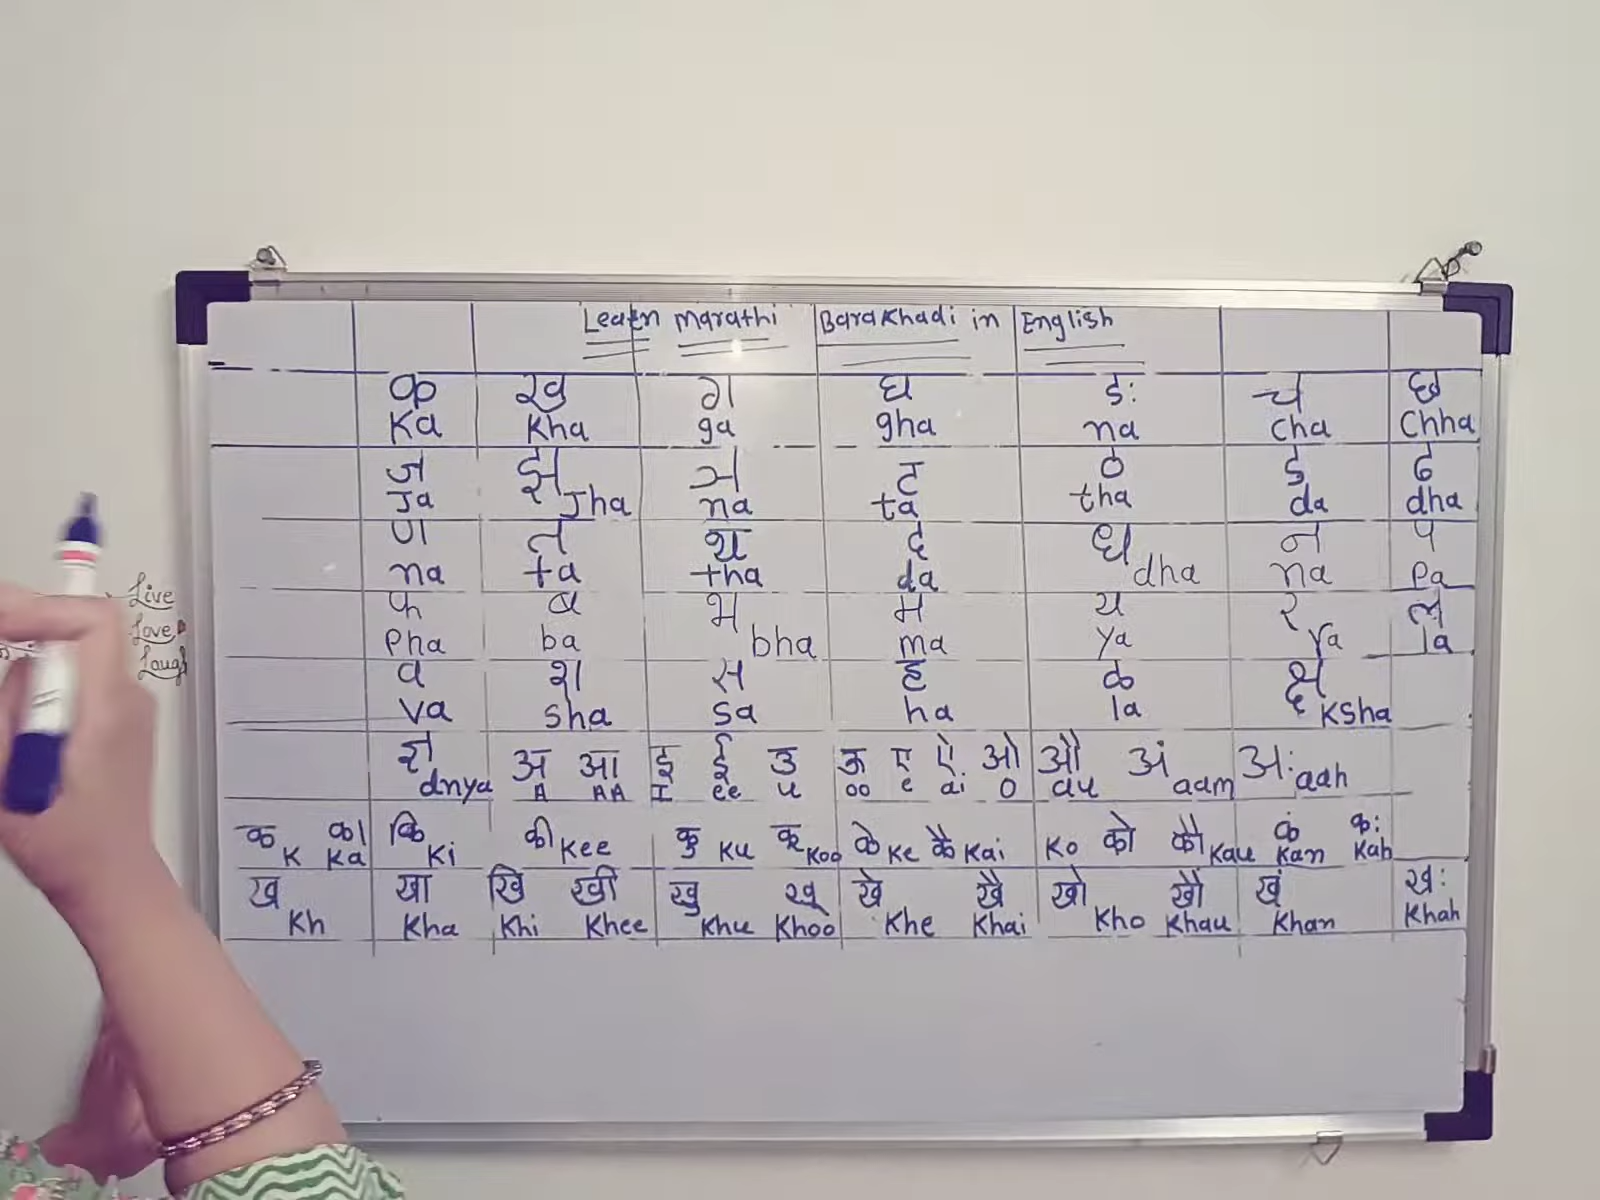 Learn Marathi Barakhadi in English
क ख ग घ ङ: च छ
Ka Kha ga gha na cha Chha
ज झ ञ ट ठ ड ढ
Ja Jha na ta tha da dha
ण त थ द ध न प
na ta tha da dha na Pa
फ ब भ म य र ल
Pha ba bha ma ya ra la
व श स ह ळ क्ष
va sha sa ha la Ksha
ज्ञ अ आ इ ई उ ऊ ए ऐ ओ औ अं अः
dnya A AA I ee u oo e ai o au aam aah
क का कि की कु कू के कै को कौ कं कः
K Ka Ki Kee Ku Koo Ke Kai Ko Kau Kan Kah
ख खा खि खी खु खू खे खै खो खौ खं खः
Kh Kha Khi Khee Khu Khoo Khe Khai Kho Khau Khan Khah
Live
Love
Laugh